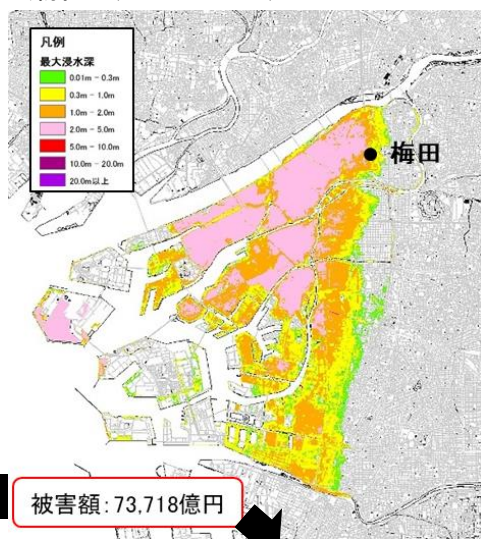 凡例
最大浸水深
0.01m - 0.3m
0.3m - 1.0m
1.0m - 2.0m
2.0m - 5.0m
5.0m - 10.0m
10.0m - 20.0m
20.0m以上
梅田
被害額:73,718億円